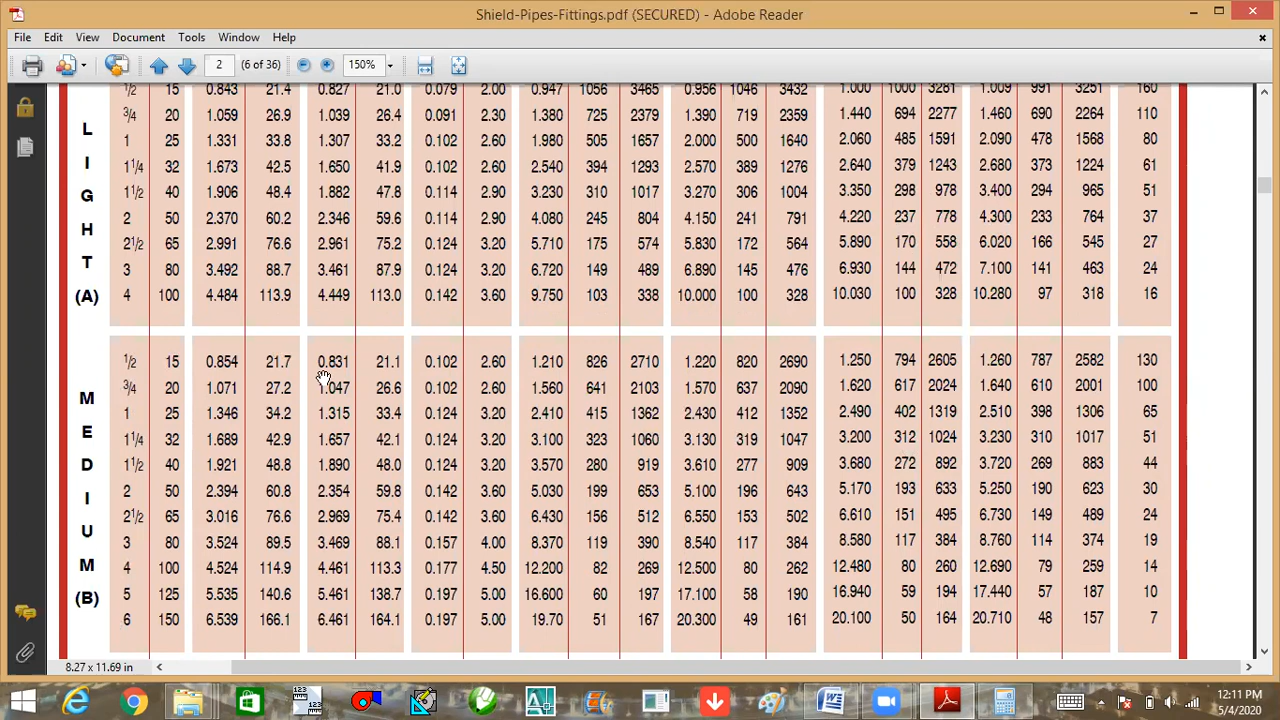 Shield-Pipes-Fittings.pdf (SECURED) - Adobe Reader
File Edit View Document Tools Window Help
2 (6 of 36) 150%
1/2 15 0.843 21.4 0.827 21.0 0.079 2.00 0.947 1056 3465 0.956 1046 3432 1.000 1000 3281 1.009 991 3251 160
3/4 20 1.059 26.9 1.039 26.4 0.091 2.30 1.380 725 2379 1.390 719 2359 1.440 694 2277 1.460 690 2264 110
L
1 25 1.331 33.8 1.307 33.2 0.102 2.60 1.980 505 1657 2.000 500 1640 2.060 485 1591 2.090 478 1568 80
I
1 1/4 32 1.673 42.5 1.650 41.9 0.102 2.60 2.540 394 1293 2.570 389 1276 2.640 379 1243 2.680 373 1224 61
G
1 1/2 40 1.906 48.4 1.882 47.8 0.114 2.90 3.230 310 1017 3.270 306 1004 3.350 298 978 3.400 294 965 51
2 50 2.370 60.2 2.346 59.6 0.114 2.90 4.080 245 804 4.150 241 791 4.220 237 778 4.300 233 764 37
H
2 1/2 65 2.991 76.6 2.961 75.2 0.124 3.20 5.710 175 574 5.830 172 564 5.890 170 558 6.020 166 545 27
T
3 80 3.492 88.7 3.461 87.9 0.124 3.20 6.720 149 489 6.890 145 476 6.930 144 472 7.100 141 463 24
(A) 4 100 4.484 113.9 4.449 113.0 0.142 3.60 9.750 103 338 10.000 100 328 10.030 100 328 10.280 97 318 16
1/2 15 0.854 21.7 0.831 21.1 0.102 2.60 1.210 826 2710 1.220 820 2690 1.250 794 2605 1.260 787 2582 130
3/4 20 1.071 27.2 1.047 26.6 0.102 2.60 1.560 641 2103 1.570 637 2090 1.620 617 2024 1.640 610 2001 100
M
1 25 1.346 34.2 1.315 33.4 0.124 3.20 2.410 415 1362 2.430 412 1352 2.490 402 1319 2.510 398 1306 65
E
1 1/4 32 1.689 42.9 1.657 42.1 0.124 3.20 3.100 323 1060 3.130 319 1047 3.200 312 1024 3.230 310 1017 51
D
1 1/2 40 1.921 48.8 1.890 48.0 0.124 3.20 3.570 280 919 3.610 277 909 3.680 272 892 3.720 269 883 44
I
2 50 2.394 60.8 2.354 59.8 0.142 3.60 5.030 199 653 5.100 196 643 5.170 193 633 5.250 190 623 30
2 1/2 65 3.016 76.6 2.969 75.4 0.142 3.60 6.430 156 512 6.550 153 502 6.610 151 495 6.730 149 489 24
U
3 80 3.524 89.5 3.469 88.1 0.157 4.00 8.370 119 390 8.540 117 384 8.580 117 384 8.760 114 374 19
M
4 100 4.524 114.9 4.461 113.3 0.177 4.50 12.200 82 269 12.500 80 262 12.480 80 260 12.690 79 259 14
(B) 5 125 5.535 140.6 5.461 138.7 0.197 5.00 16.600 60 197 17.100 58 190 16.940 59 194 17.440 57 187 10
6 150 6.539 166.1 6.461 164.1 0.197 5.00 19.70 51 167 20.300 49 161 20.100 50 164 20.710 48 157 7
8.27 x 11.69 in
12:11 PM
5/4/2020